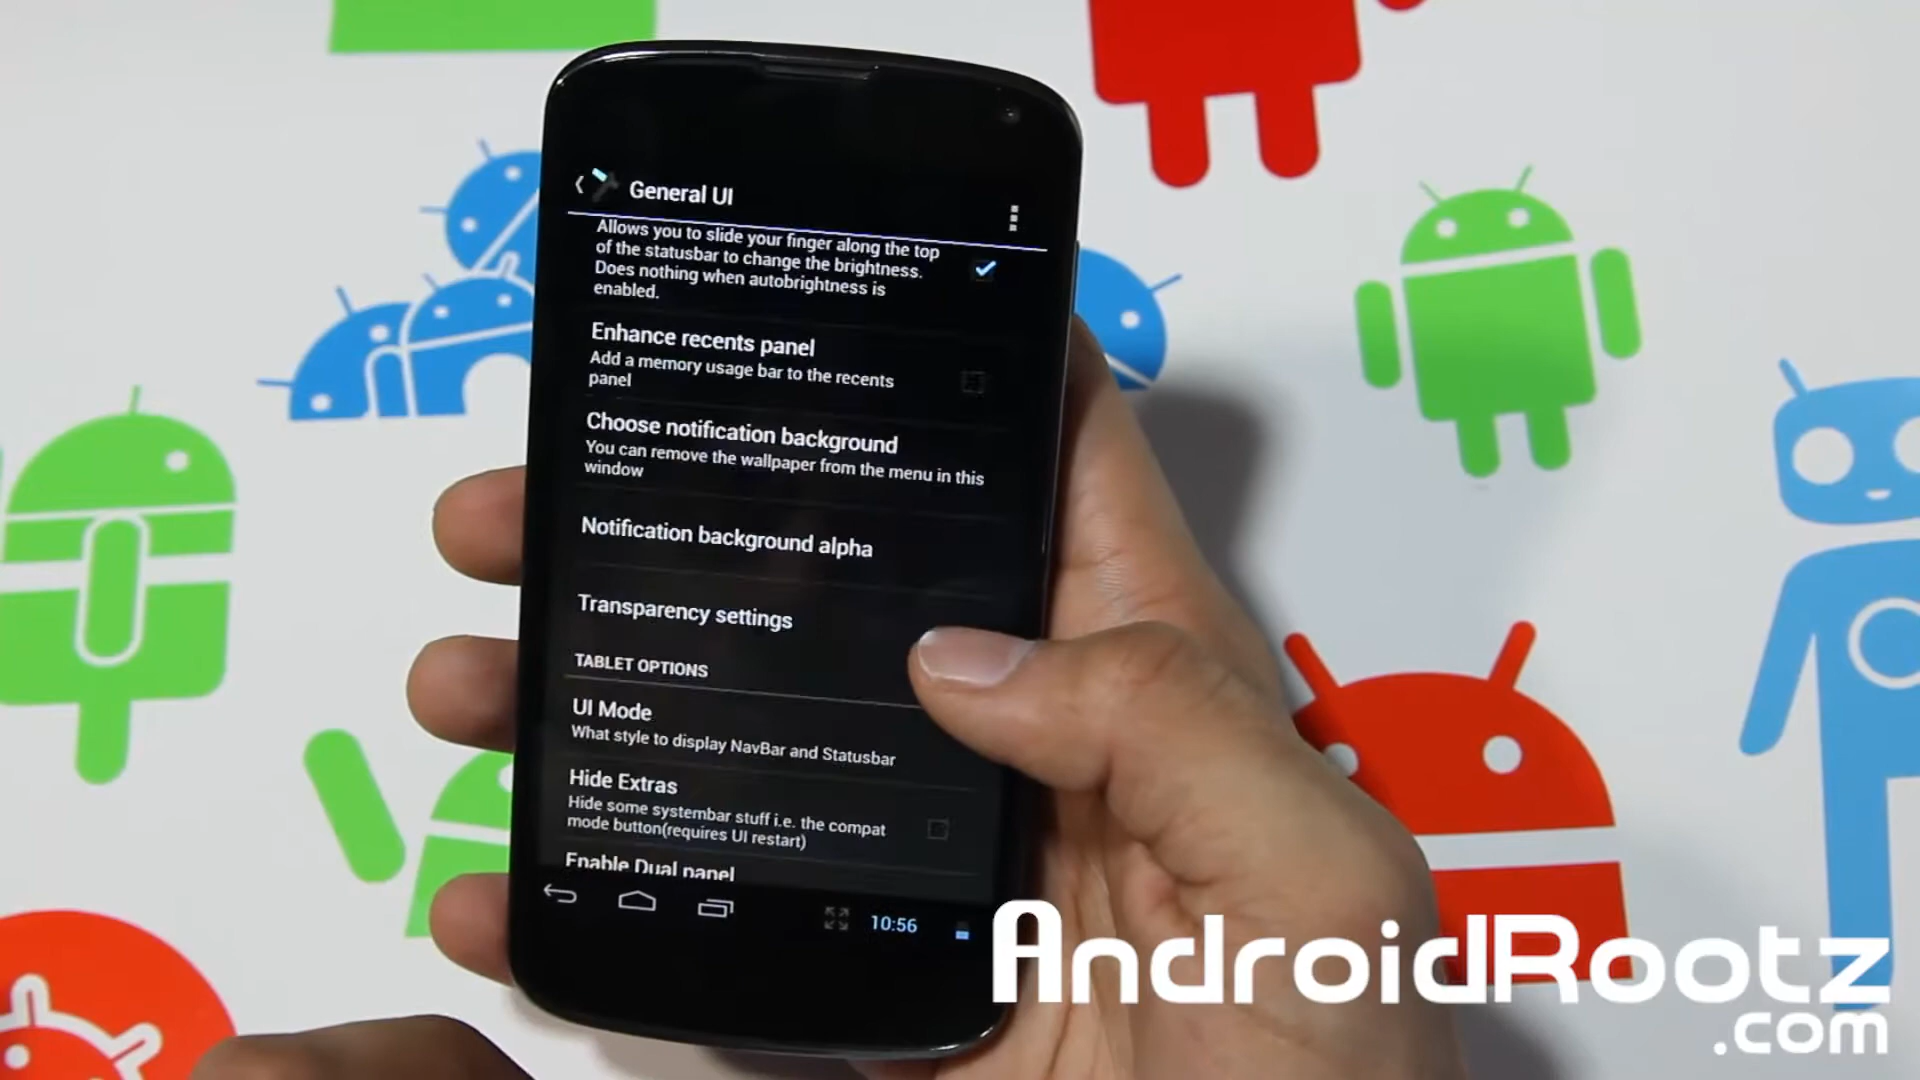 General UI
Allows you to slide your finger along the top
of the statusbar to change the brightness.
Does nothing when autobrightness is
enabled.
Enhance recents panel
Add a memory usage bar to the recents
panel
Choose notification background
You can remove the wallpaper from the menu in this
window
Notification background alpha
Transparency settings
TABLET OPTIONS
UI Mode
What style to display NavBar and Statusbar
Hide Extras
Hide some systembar stuff i.e. the compat
mode button(requires UI restart)
Enable Dual panel
10:56
AndroidRootz
.com